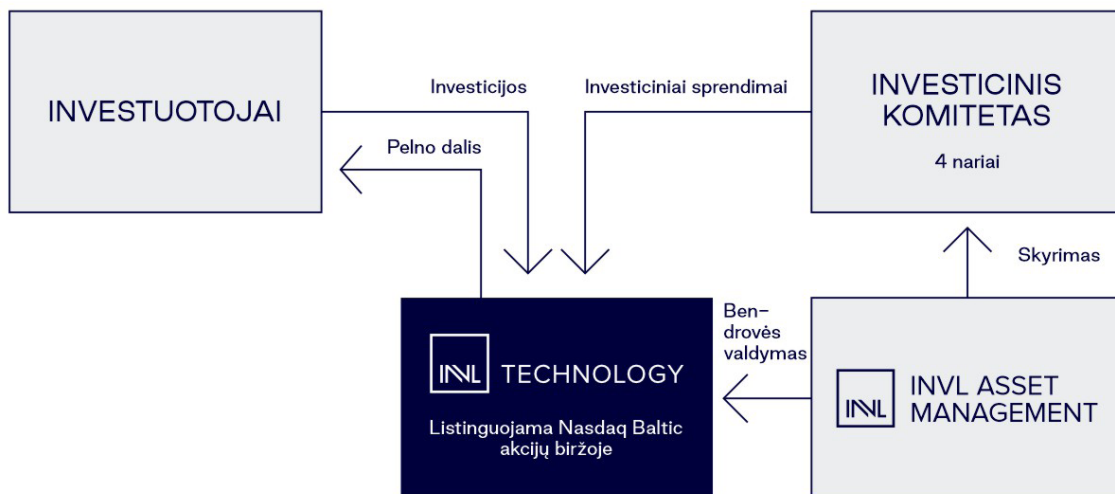 INVESTUOTOJAI
Investicijos
Pelno dalis
Investiciniai sprendimai
INVESTICINIS
KOMITETAS
4 nariai
Skyrimas
INVL TECHNOLOGY
Listinguojama Nasdaq Baltic
akcijų biržoje
Ben-
drovės
valdymas
INVL
INVL ASSET
MANAGEMENT